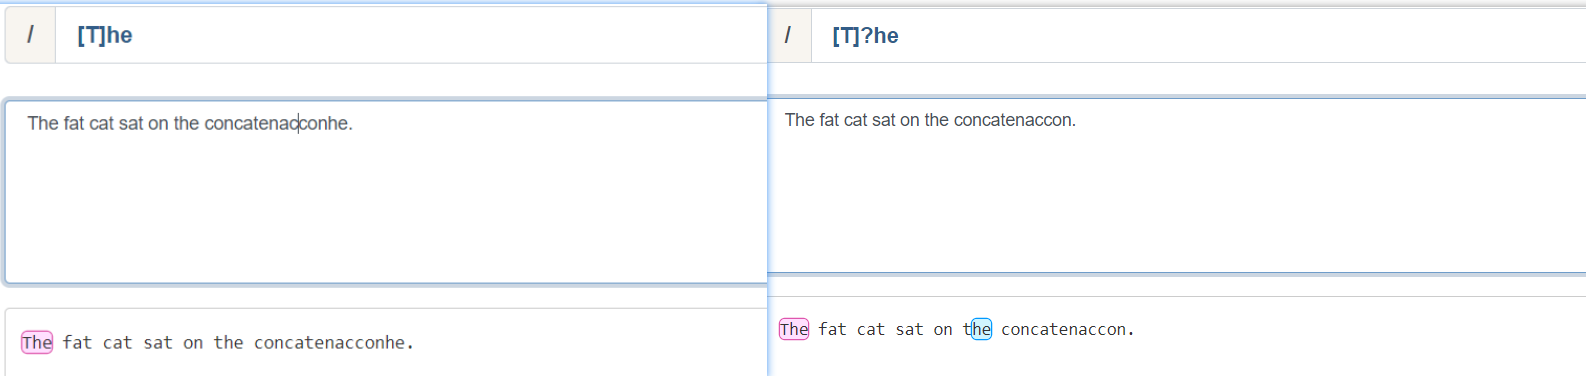 / [T]he
The fat cat sat on the concatenacconhe.
The fat cat sat on the concatenacconhe.
/ [T]?he
The fat cat sat on the concatenaccon.
The fat cat sat on the concatenaccon.